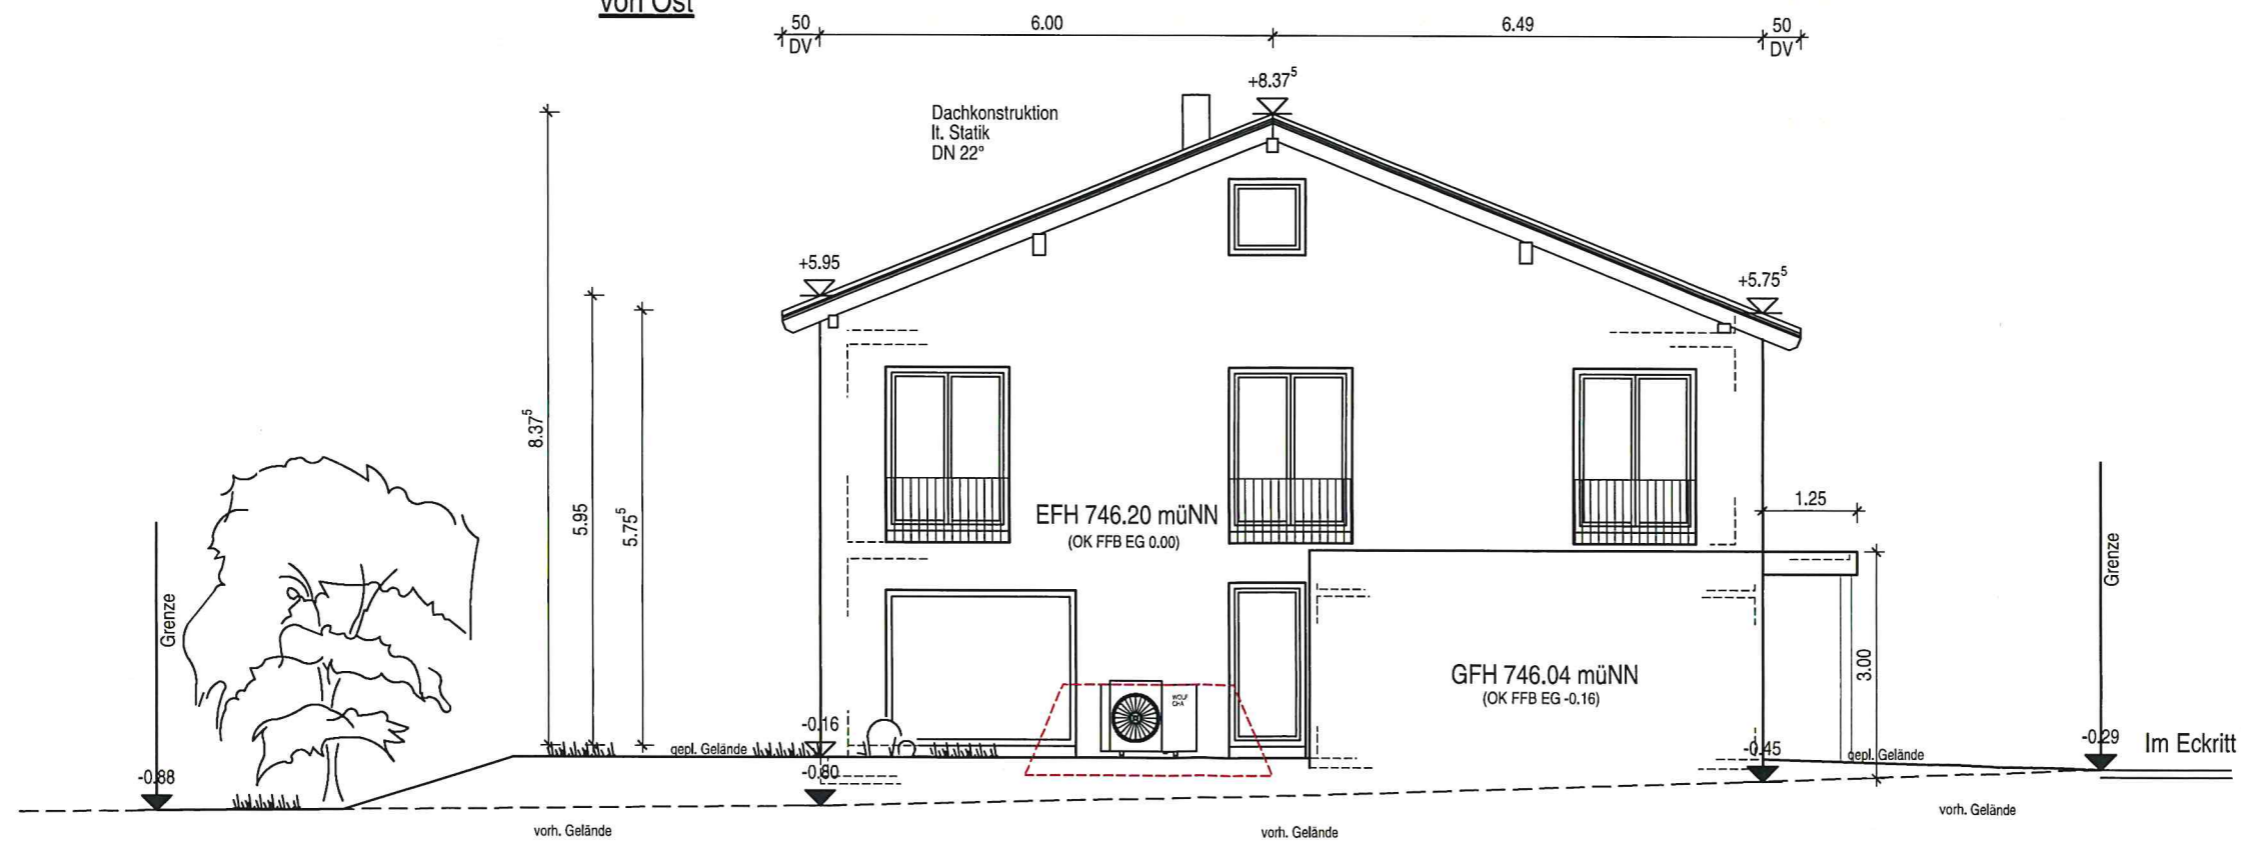 von Ost
50
6.00
6.49
50
DV
DV
+8.37⁵
Dachkonstruktion
lt. Statik
DN 22°
+5.95
+5.75⁵
8.37⁵
5.95
5.75⁵
EFH 746.20 müNN
(OK FFB EG 0.00)
1.25
Grenze
Grenze
3.00
GFH 746.04 müNN
(OK FFB EG -0.16)
WOLF
CHA
-0.16
gepl. Gelände
-0.88
-0.80
-0.45
gepl. Gelände
-0.29
Im Eckritt
vorh. Gelände
vorh. Gelände
vorh. Gelände